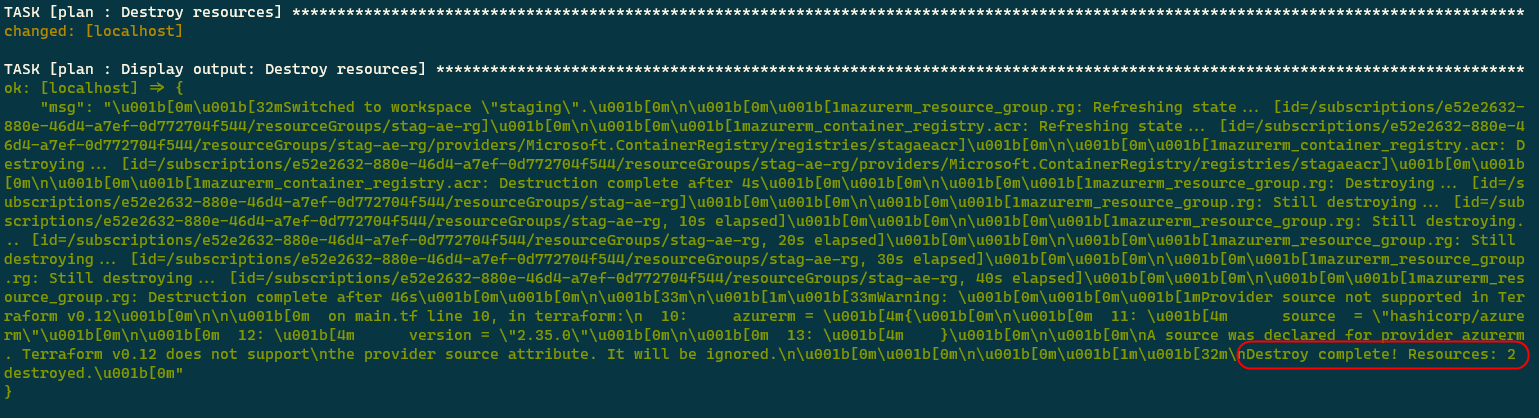 TASK [plan : Destroy resources] *****************************************************************************************************************************************
changed: [localhost]
TASK [plan : Display output: Destroy resources] *************************************************************************************************************************
ok: [localhost] => {
    "msg": "\u001b[0m\u001b[32mSwitched to workspace \"staging\".\u001b[0m\n\u001b[0m\u001b[1mazurerm_resource_group.rg: Refreshing state... [id=/subscriptions/e52e2632-
880e-46d4-a7ef-0d772704f544/resourceGroups/stag-ae-rg]\u001b[0m\n\u001b[0m\u001b[1mazurerm_container_registry.acr: Refreshing state... [id=/subscriptions/e52e2632-880e-4
6d4-a7ef-0d772704f544/resourceGroups/stag-ae-rg/providers/Microsoft.ContainerRegistry/registries/stagaeacr]\u001b[0m\n\u001b[0m\u001b[1mazurerm_container_registry.acr: D
estroying... [id=/subscriptions/e52e2632-880e-46d4-a7ef-0d772704f544/resourceGroups/stag-ae-rg/providers/Microsoft.ContainerRegistry/registries/stagaeacr]\u001b[0m\u001b
[0m\n\u001b[0m\u001b[1mazurerm_container_registry.acr: Destruction complete after 4s\u001b[0m\u001b[0m\n\u001b[0m\u001b[1mazurerm_resource_group.rg: Destroying... [id=/s
ubscriptions/e52e2632-880e-46d4-a7ef-0d772704f544/resourceGroups/stag-ae-rg]\u001b[0m\u001b[0m\n\u001b[0m\u001b[1mazurerm_resource_group.rg: Still destroying... [id=/sub
scriptions/e52e2632-880e-46d4-a7ef-0d772704f544/resourceGroups/stag-ae-rg, 10s elapsed]\u001b[0m\u001b[0m\n\u001b[0m\u001b[1mazurerm_resource_group.rg: Still destroying.
.. [id=/subscriptions/e52e2632-880e-46d4-a7ef-0d772704f544/resourceGroups/stag-ae-rg, 20s elapsed]\u001b[0m\u001b[0m\n\u001b[0m\u001b[1mazurerm_resource_group.rg: Still 
destroying... [id=/subscriptions/e52e2632-880e-46d4-a7ef-0d772704f544/resourceGroups/stag-ae-rg, 30s elapsed]\u001b[0m\u001b[0m\n\u001b[0m\u001b[1mazurerm_resource_group
.rg: Still destroying... [id=/subscriptions/e52e2632-880e-46d4-a7ef-0d772704f544/resourceGroups/stag-ae-rg, 40s elapsed]\u001b[0m\u001b[0m\n\u001b[0m\u001b[1mazurerm_res
ource_group.rg: Destruction complete after 46s\u001b[0m\u001b[0m\n\u001b[33m\n\u001b[1m\u001b[33mWarning: \u001b[0m\u001b[0m\u001b[1mProvider source not supported in Ter
raform v0.12\u001b[0m\n\n\u001b[0m  on main.tf line 10, in terraform:\n  10:     azurerm = \u001b[4m{\u001b[0m\n\u001b[0m  11: \u001b[4m      source  = \"hashicorp/azure
rm\"\u001b[0m\n\u001b[0m  12: \u001b[4m      version = \"2.35.0\"\u001b[0m\n\u001b[0m  13: \u001b[4m    }\u001b[0m\n\u001b[0m\nA source was declared for provider azurerm
. Terraform v0.12 does not support\nthe provider source attribute. It will be ignored.\n\u001b[0m\u001b[0m\n\u001b[0m\u001b[1m\u001b[32m\nDestroy complete! Resources: 2 
destroyed.\u001b[0m"
}